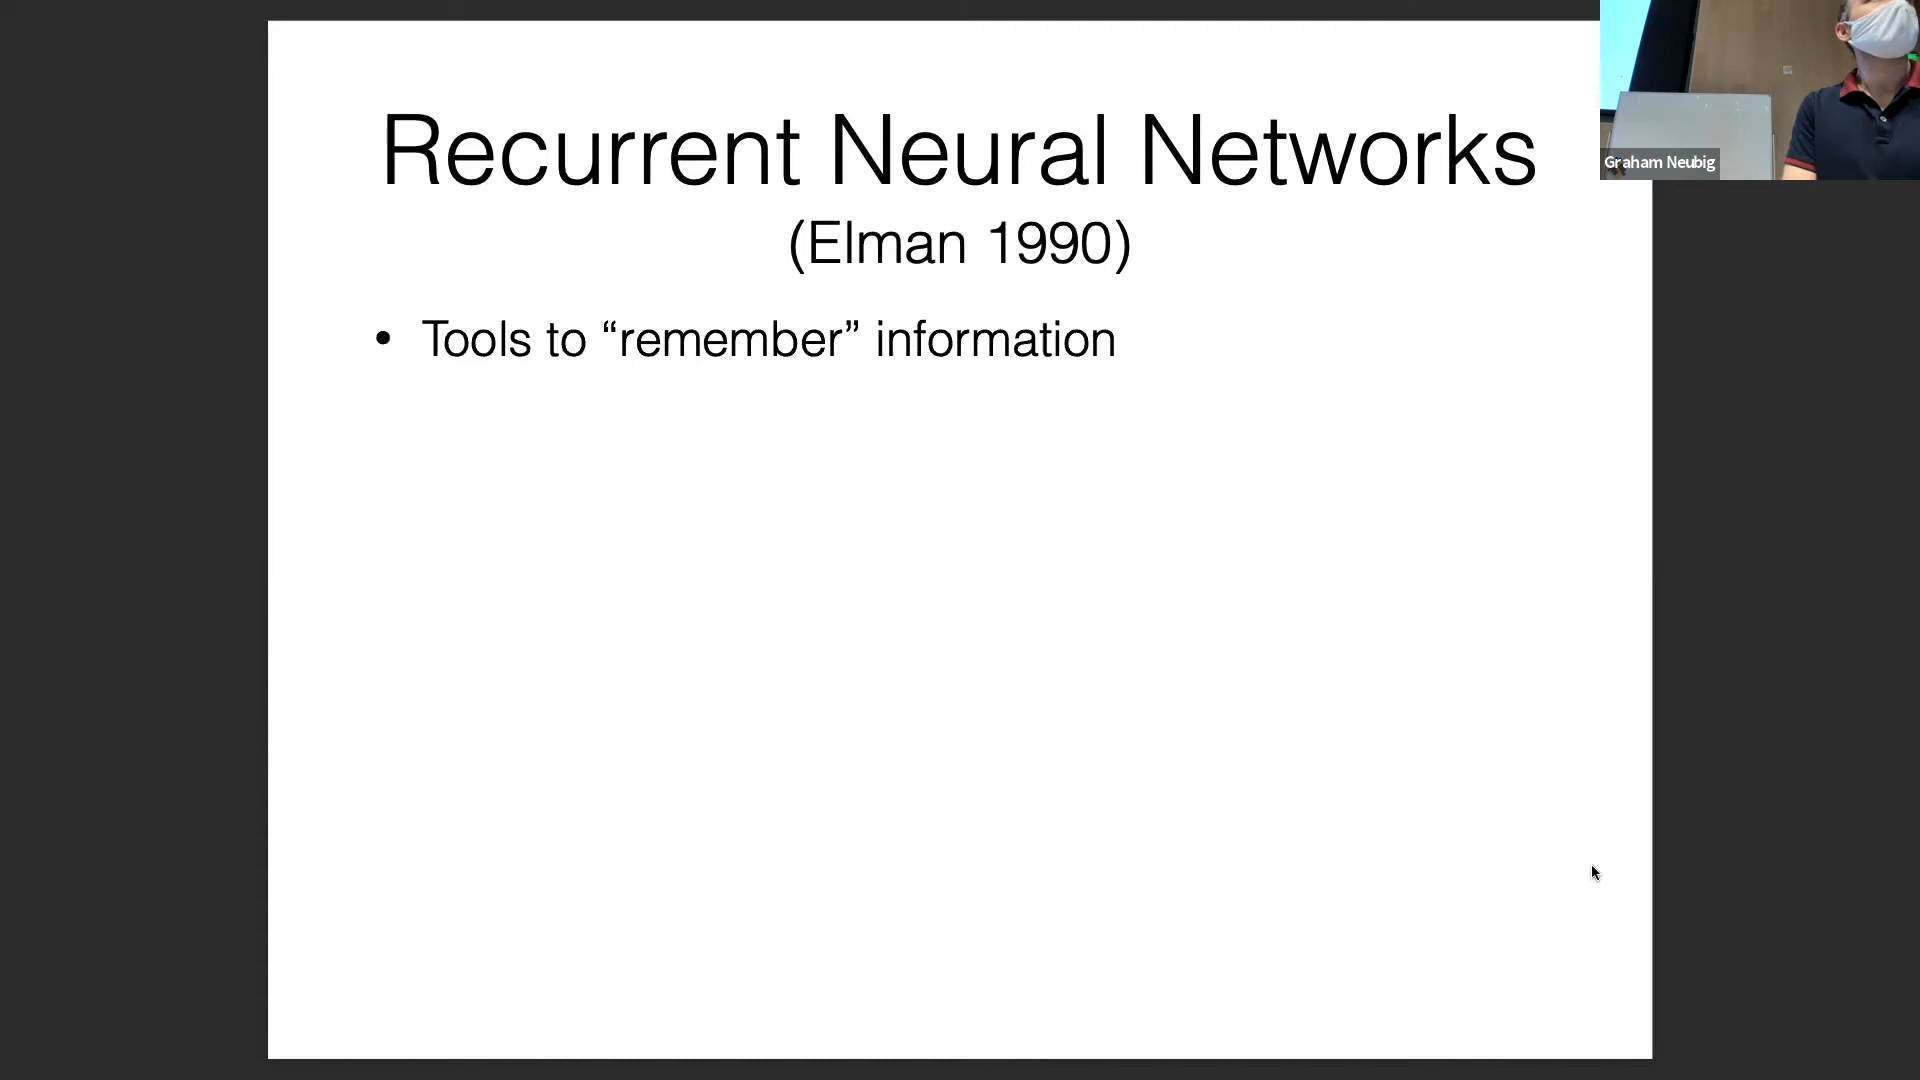 Recurrent Neural Networks
(Elman 1990)
• Tools to “remember” information
Graham Neubig